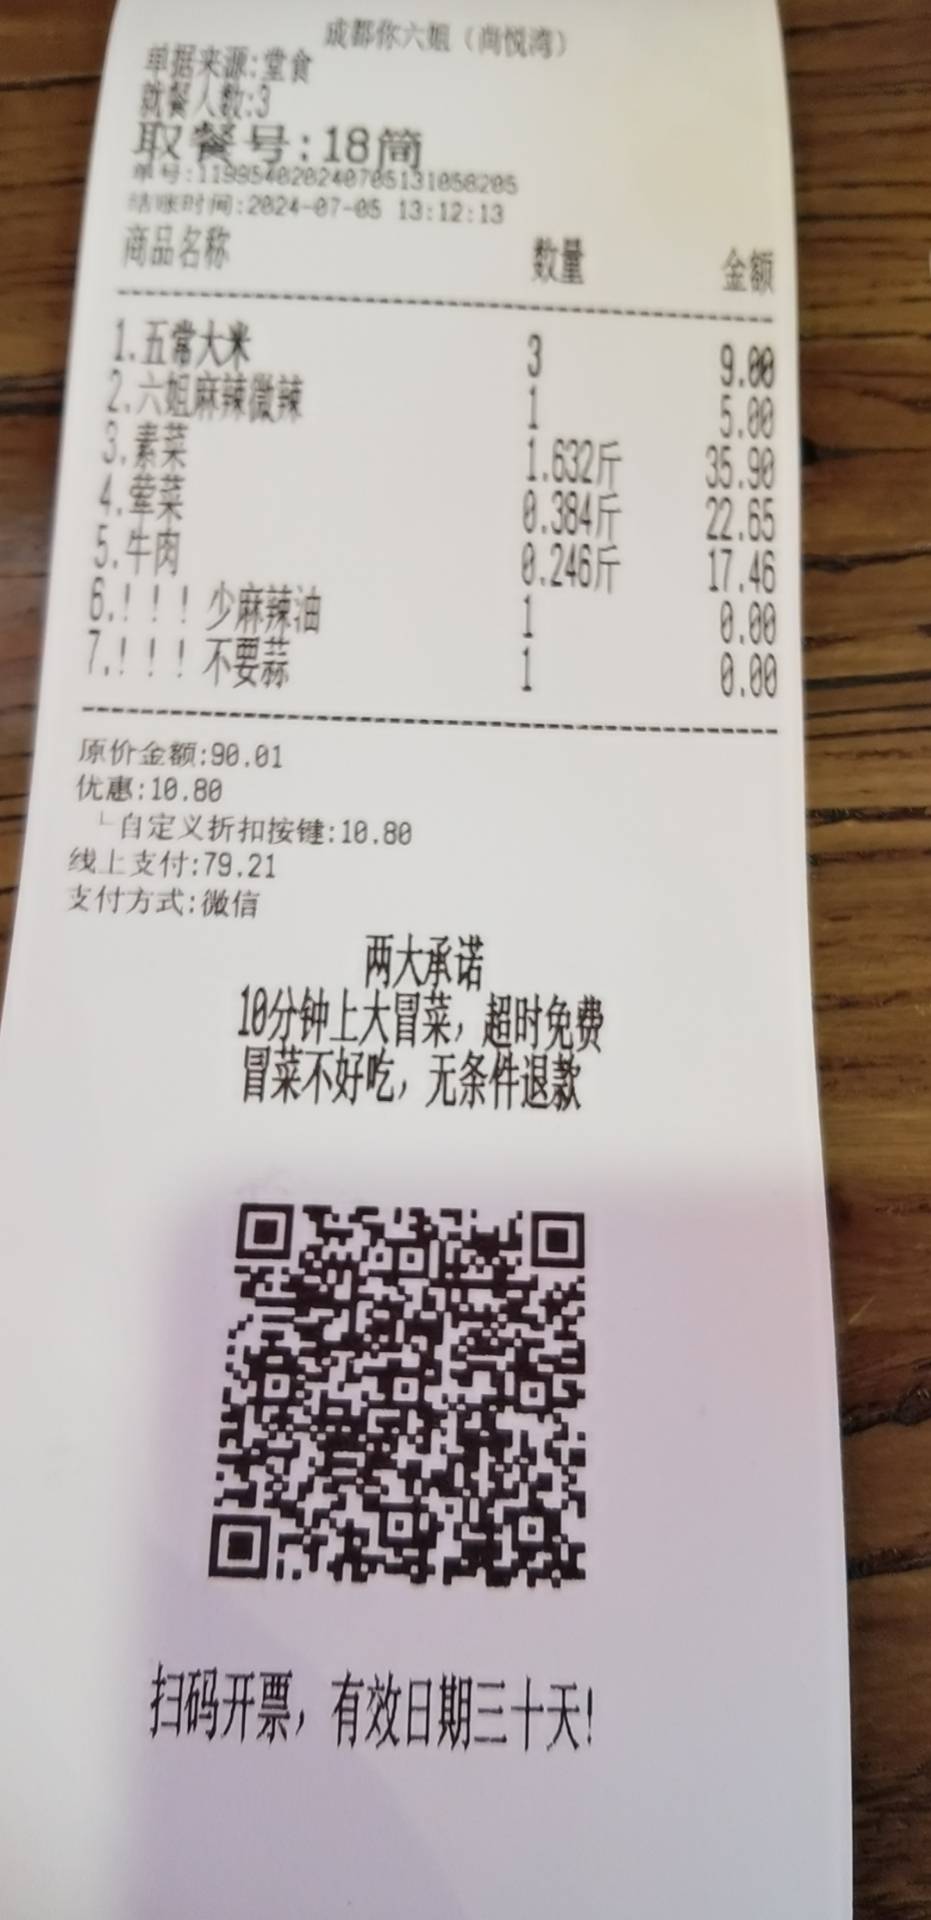 成都你六姐（尚悦湾）
单据来源:堂食
就餐人数:3
取餐号:18筒
单号:119954020240705131058205
结账时间:2024-07-05 13:12:13
商品名称 数量 金额
1.五常大米 3 9.00
2.六姐麻辣微辣 1 5.00
3.素菜 1.632斤 35.90
4.荤菜 0.384斤 22.65
5.牛肉 0.246斤 17.46
6.！！！少麻辣油 1 0.00
7.！！！不要蒜 1 0.00
原价金额:90.01
优惠:10.80
└自定义折扣按键:10.80
线上支付:79.21
支付方式:微信
两大承诺
10分钟上大冒菜，超时免费
冒菜不好吃，无条件退款
扫码开票，有效日期三十天!